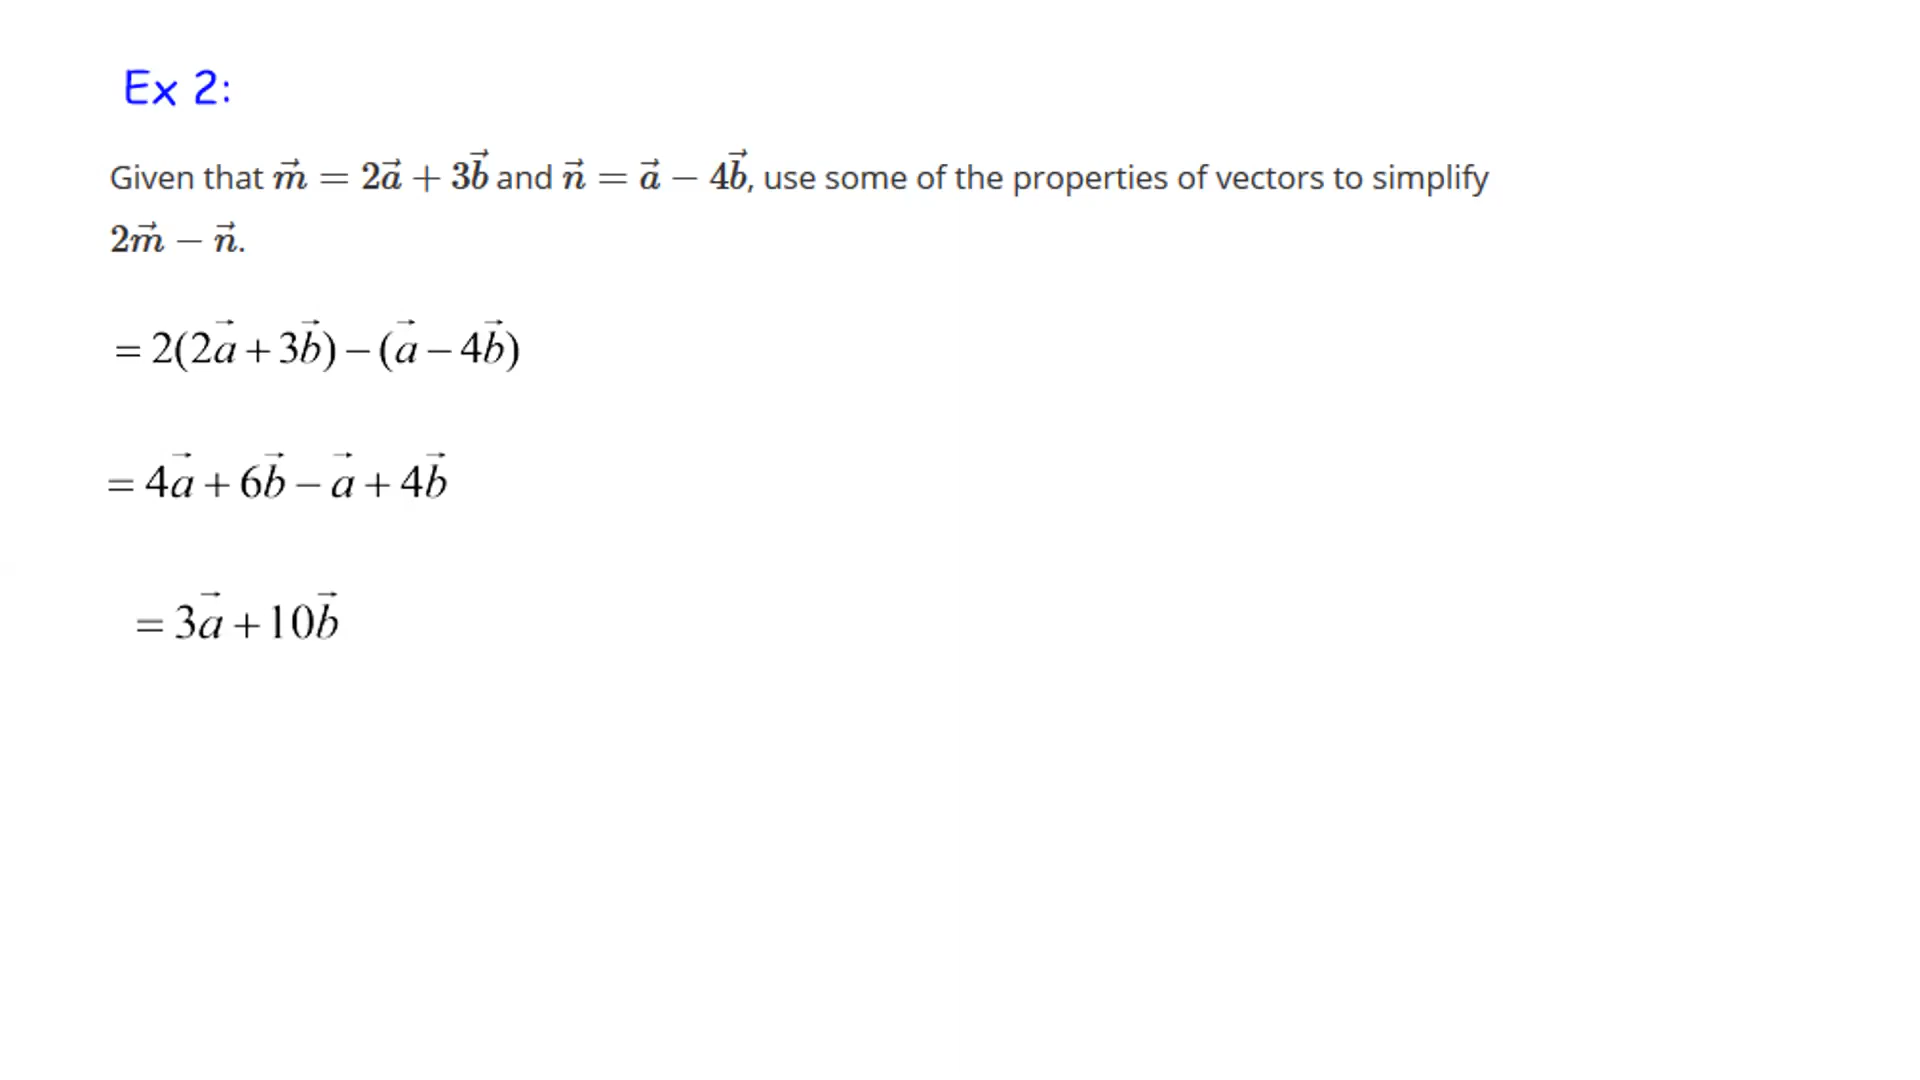 Ex 2:
Given that m⃗ = 2a⃗ + 3b⃗ and n⃗ = a⃗ − 4b⃗, use some of the properties of vectors to simplify
2m⃗ − n⃗.
= 2(2a⃗ + 3b⃗) − (a⃗ − 4b⃗)
= 4a⃗ + 6b⃗ − a⃗ + 4b⃗
= 3a⃗ + 10b⃗